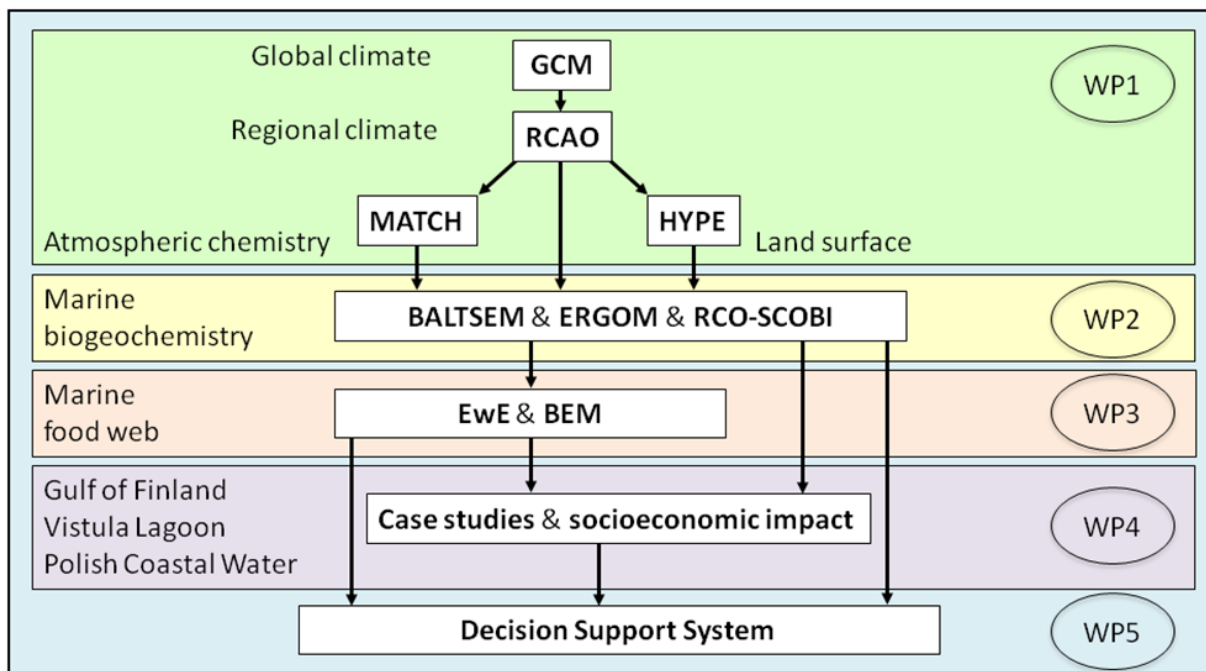 Global climate
GCM
WP1
Regional climate
RCAO
MATCH
HYPE
Atmospheric chemistry
Land surface
Marine
biogeochemistry
BALTSEM & ERGOM & RCO-SCOBI
WP2
Marine
food web
EwE & BEM
WP3
Gulf of Finland
Vistula Lagoon
Polish Coastal Water
Case studies & socioeconomic impact
WP4
Decision Support System
WP5